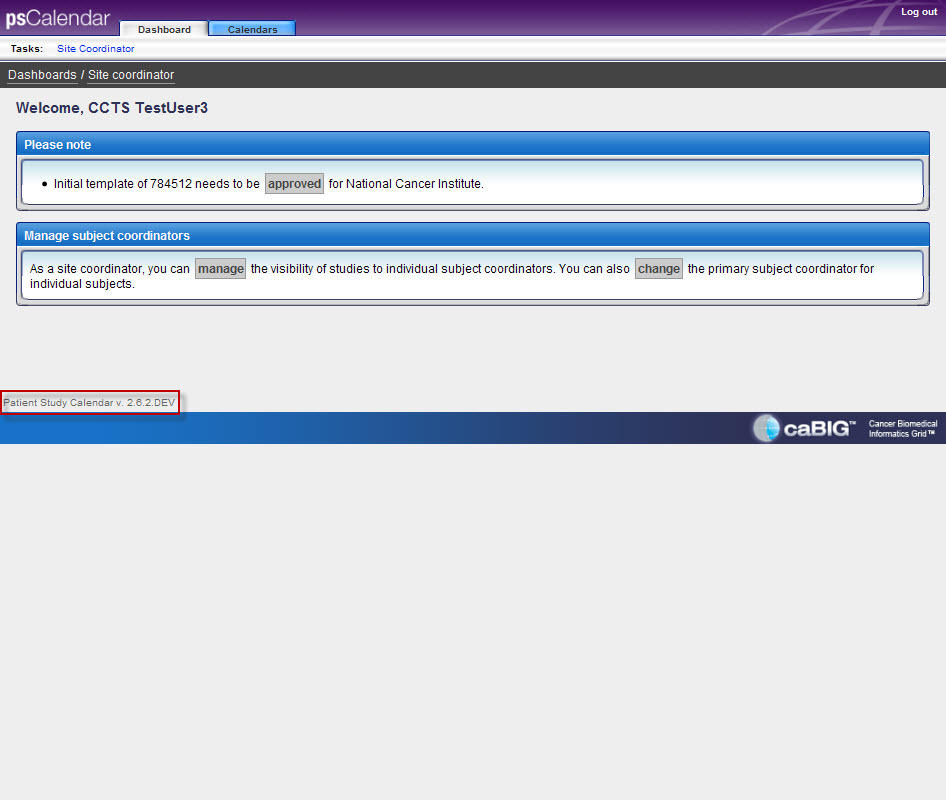 psCalendar
Dashboard
Calendars
Log out
Tasks: Site Coordinator
Dashboards / Site coordinator
Welcome, CCTS TestUser3
Please note
• Initial template of 784512 needs to be approved for National Cancer Institute.
Manage subject coordinators
As a site coordinator, you can manage the visibility of studies to individual subject coordinators. You can also change the primary subject coordinator for
individual subjects.
Patient Study Calendar v. 2.6.2.DEV
caBIG™
Cancer Biomedical
Informatics Grid™